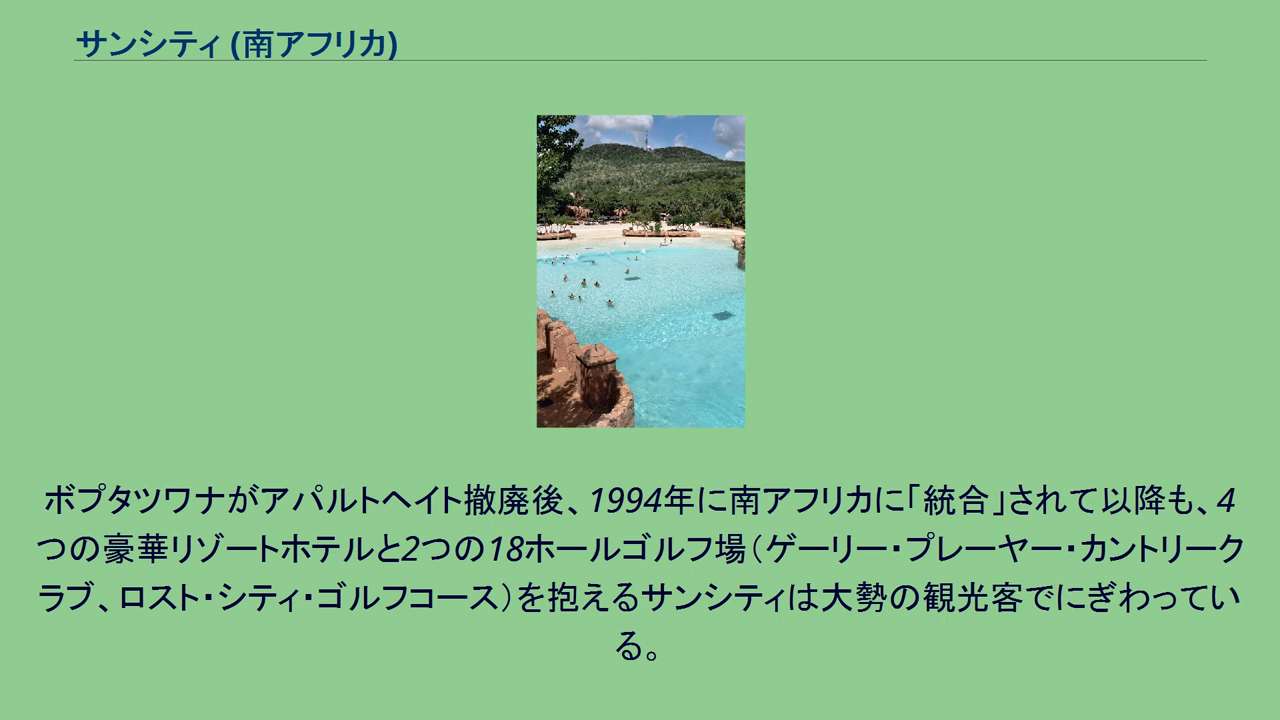 サンシティ (南アフリカ)
ボプタツワナがアパルトヘイト撤廃後、1994年に南アフリカに｢統合｣されて以降も、4
つの豪華リゾートホテルと2つの18ホールゴルフ場（ゲーリー・プレーヤー・カントリーク
ラブ、ロスト・シティ・ゴルフコース）を抱えるサンシティは大勢の観光客でにぎわってい
る。